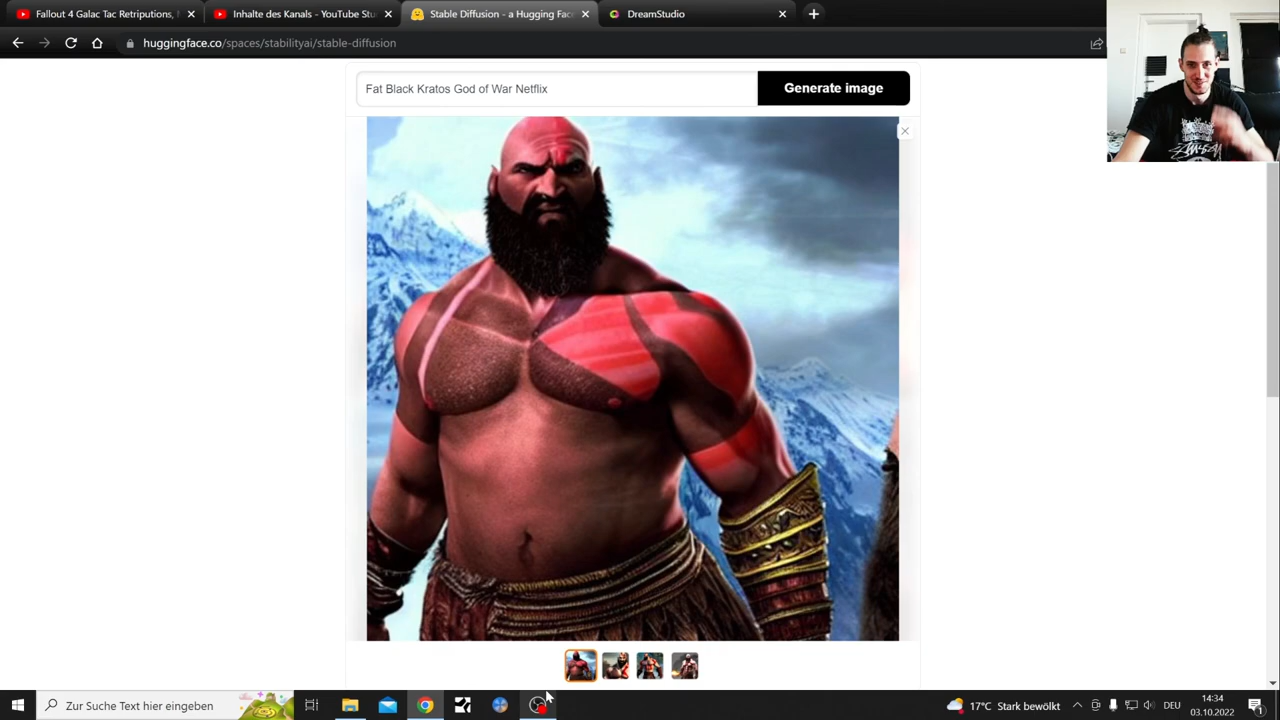 Fallout 4 Galac Tac Retriputions,
Inhalte des Kanals - YouTube Stu
Stable Diffusion - a Hugging Fac
DreamStudio
huggingface.co/spaces/stabilityai/stable-diffusion
Fat Black Kratos God of War Netflix
Generate image
Zur Suche Text hier eingeben
17°C Stark bewölkt
DEU
14:34
03.10.2022
1